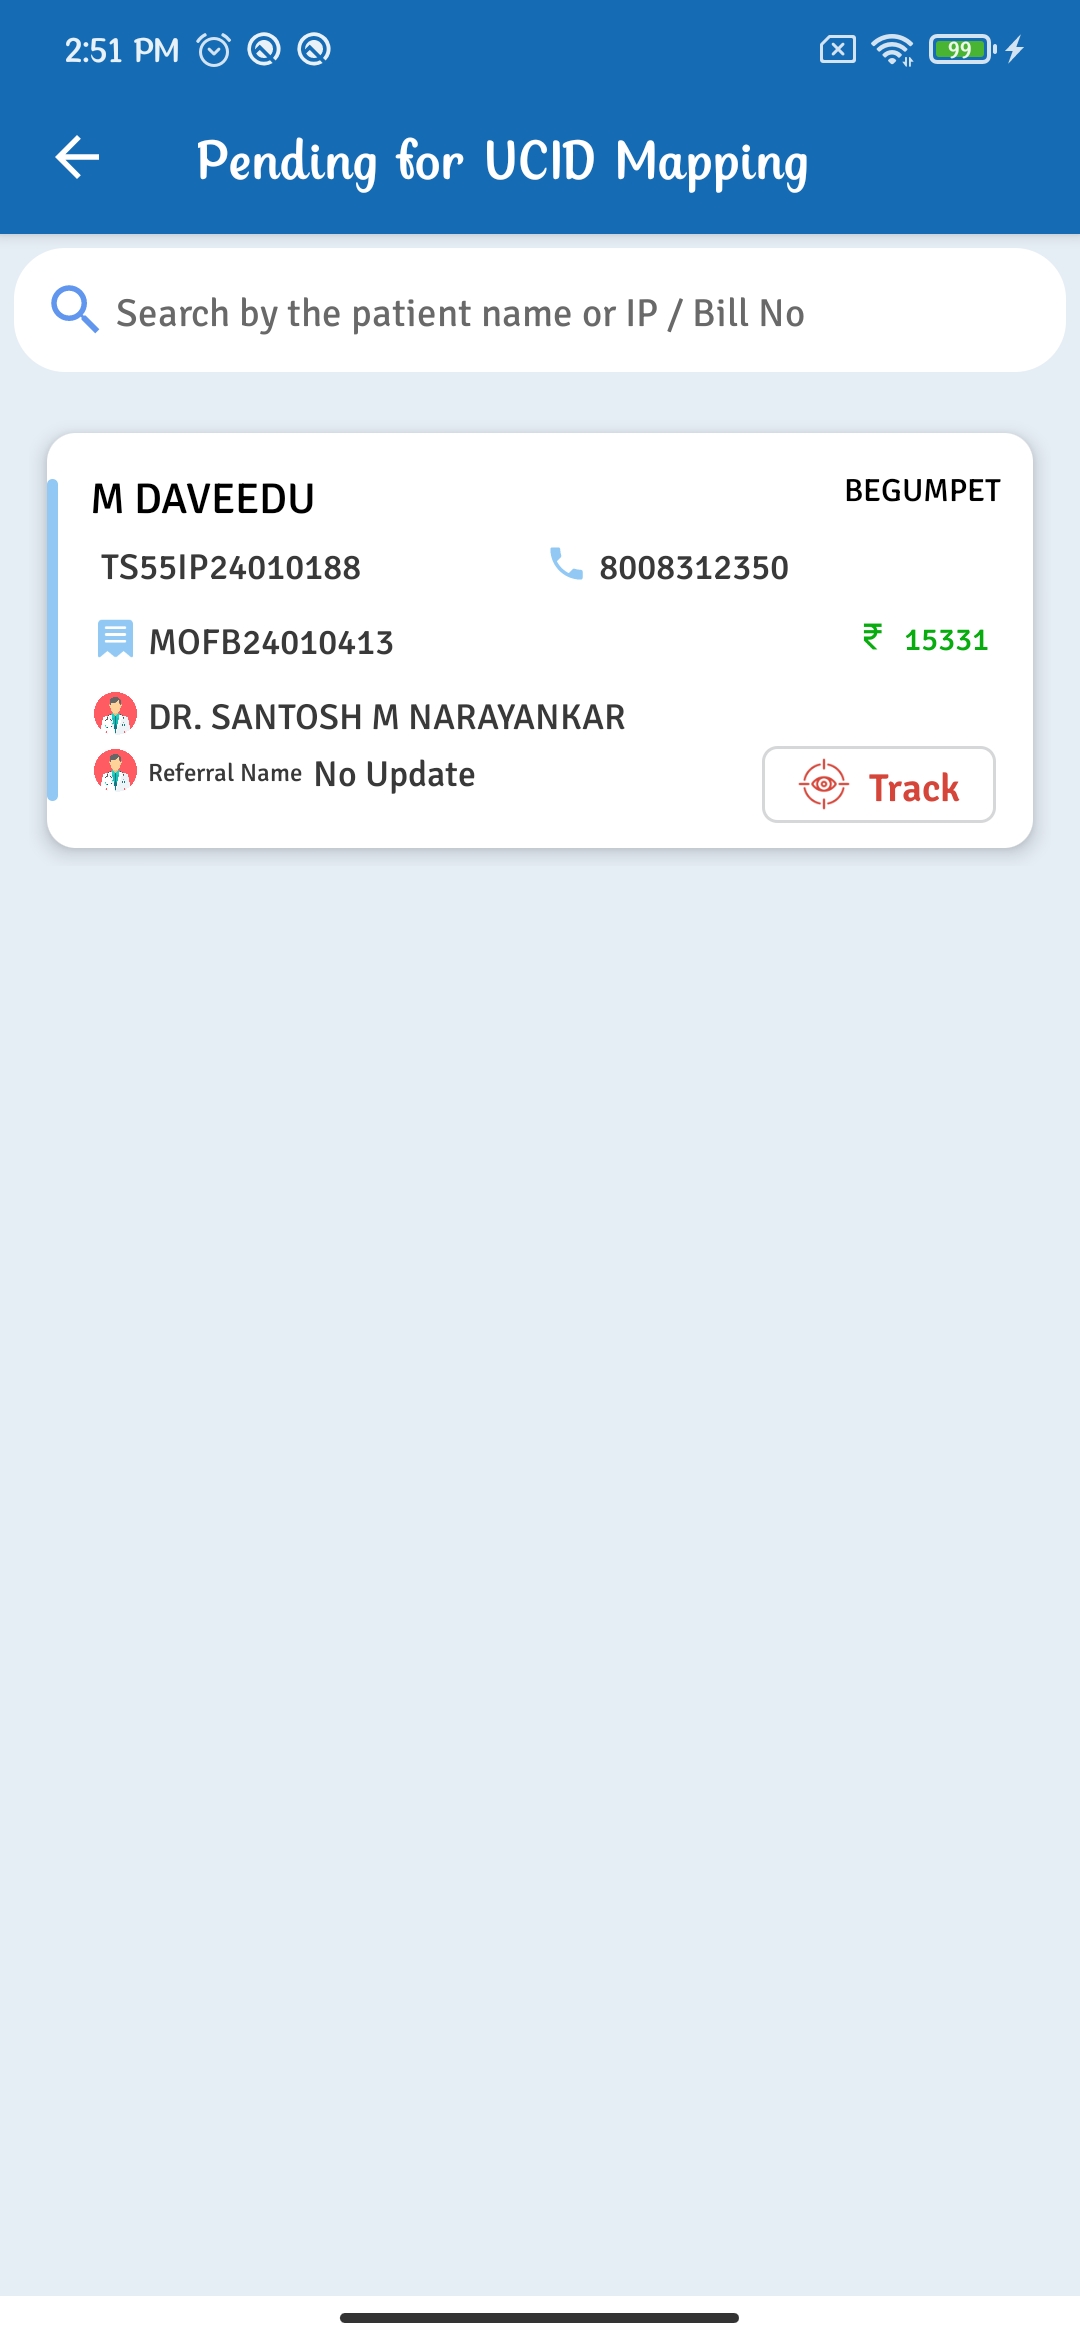 2:51 PM 99
Pending for UCID Mapping
Search by the patient name or IP / Bill No
M DAVEEDU BEGUMPET
TS55IP24010188 8008312350
MOFB24010413 ₹ 15331
DR. SANTOSH M NARAYANKAR
Referral Name No Update
Track